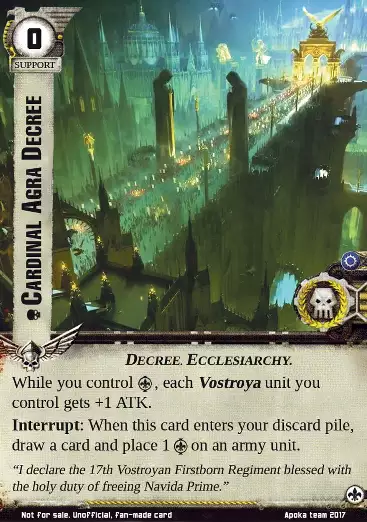 0
SUPPORT
Cardinal Agra Decree
Decree. Ecclesiarchy.
While you control , each Vostroya unit you
control gets +1 ATK.
Interrupt: When this card enters your discard pile,
draw a card and place 1 on an army unit.
“I declare the 17th Vostroyan Firstborn Regiment blessed with
the holy duty of freeing Navida Prime.”
Not for sale. Unofficial, fan-made card
Apoka team 2017